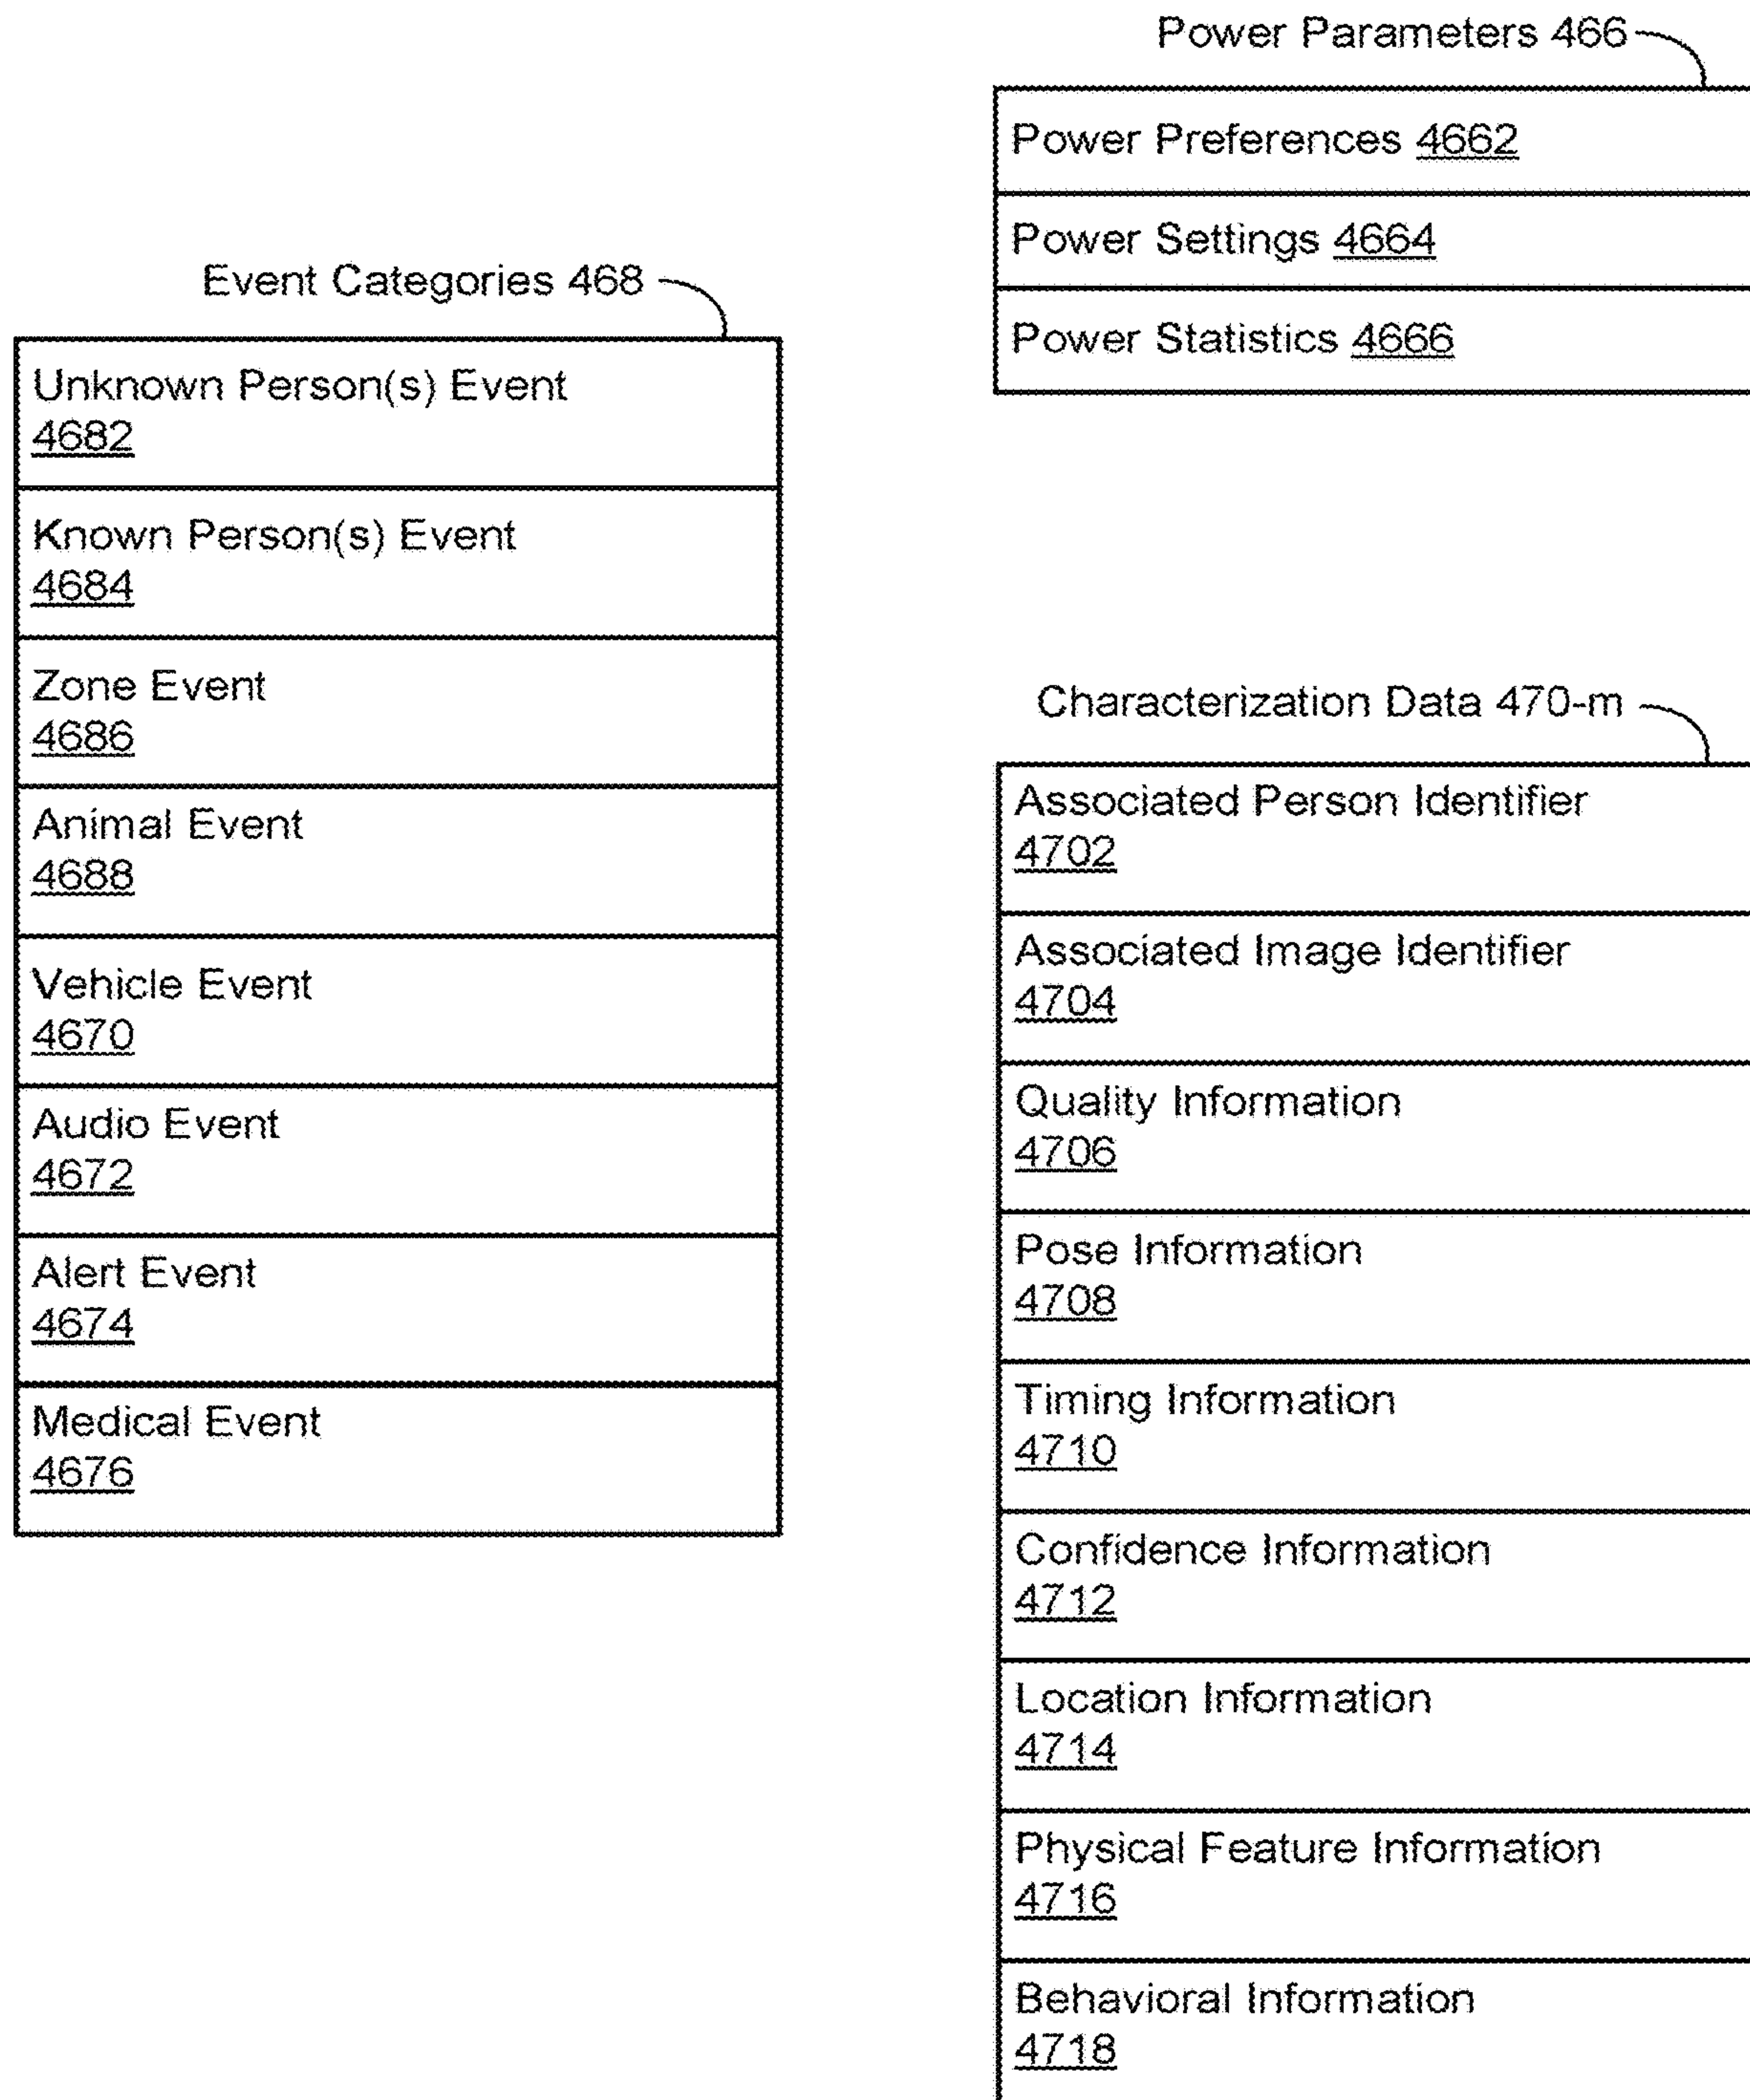 Power Parameters 466
Power Preferences 4662
Power Settings 4664
Power Statistics 4666
Event Categories 468
Unknown Person(s) Event
4682
Known Person(s) Event
4684
Zone Event
4686
Animal Event
4688
Vehicle Event
4670
Audio Event
4672
Alert Event
4674
Medical Event
4676
Characterization Data 470-m
Associated Person Identifier
4702
Associated Image Identifier
4704
Quality Information
4706
Pose Information
4708
Timing Information
4710
Confidence Information
4712
Location Information
4714
Physical Feature Information
4716
Behavioral Information
4718